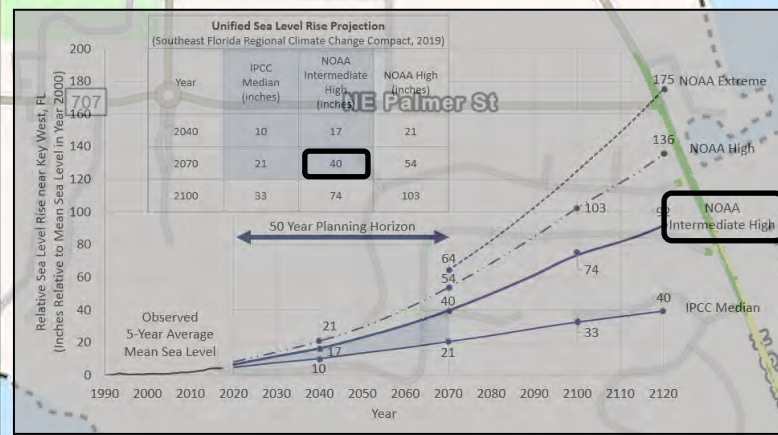 Unified Sea Level Rise Projection
(Southeast Florida Regional Climate Change Compact, 2019)
Year
IPCC
Median
(inches)
NOAA
Intermediate
High
(inches)
NOAA High
(inches)
2040 10 17 21
2070 21 40 54
2100 33 74 103
707
NE Palmer St
Relative Sea Level Rise near Key West, FL
(Inches Relative to Mean Sea Level in Year 2000)
200
180
160
140
120
100
80
60
40
20
0
50 Year Planning Horizon
Observed
5-Year Average
Mean Sea Level
175 NOAA Extreme
136
NOAA High
103
92
NOAA
Intermediate High
74
64
54
40
40
IPCC Median
33
21
21
17
10
1990 2000 2010 2020 2030 2040 2050 2060 2070 2080 2090 2100 2110 2120
Year